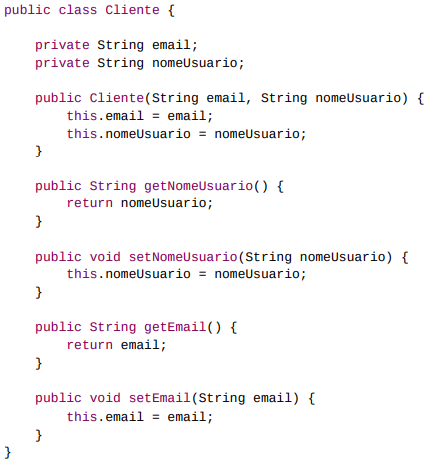 public class Cliente {
    private String email;
    private String nomeUsuario;
    public Cliente(String email, String nomeUsuario) {
        this.email = email;
        this.nomeUsuario = nomeUsuario;
    }
    public String getNomeUsuario() {
        return nomeUsuario;
    }
    public void setNomeUsuario(String nomeUsuario) {
        this.nomeUsuario = nomeUsuario;
    }
    public String getEmail() {
        return email;
    }
    public void setEmail(String email) {
        this.email = email;
    }
}